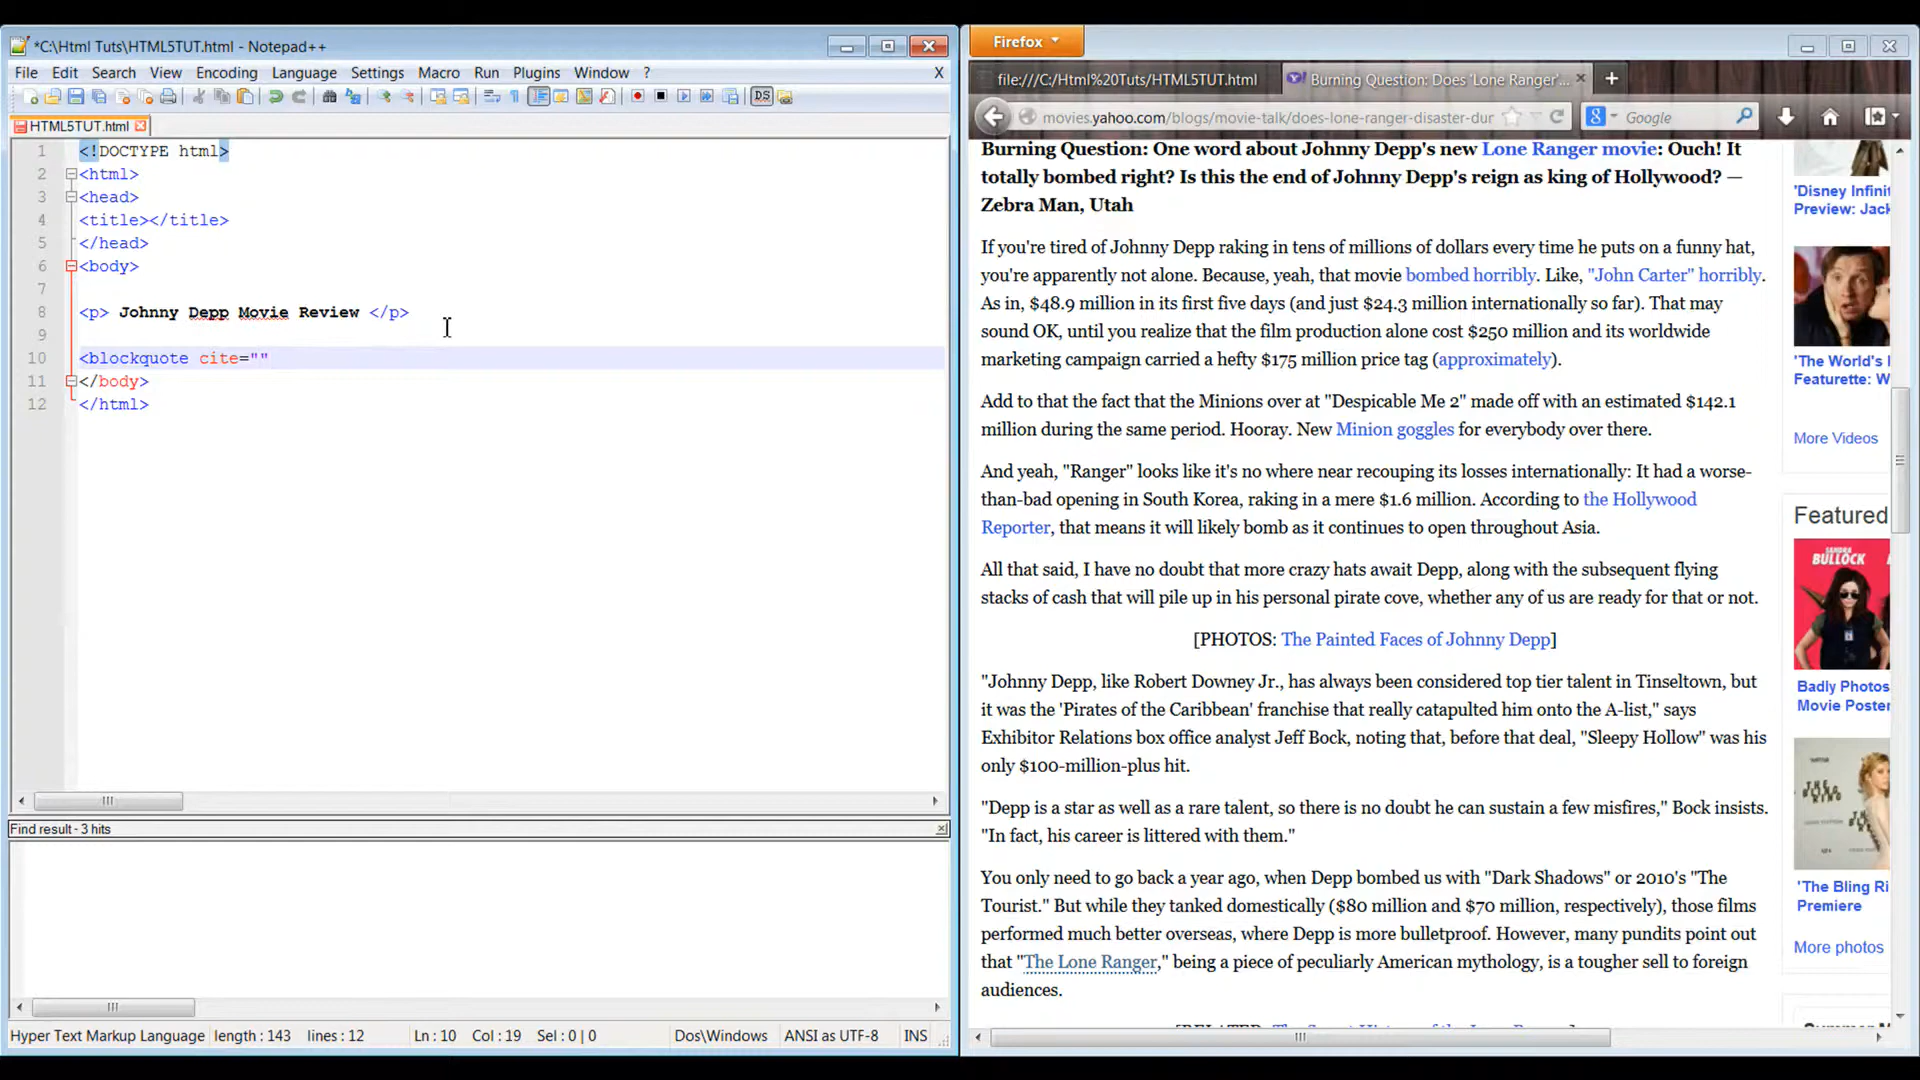 *C:\Html Tuts\HTML5TUT.html - Notepad++
File Edit Search View Encoding Language Settings Macro Run Plugins Window ? X
HTML5TUT.html
1 <!DOCTYPE html>
2 <html>
3 <head>
4 <title></title>
5 </head>
6 <body>
7
8 <p> Johnny Depp Movie Review </p>
9
10 <blockquote cite=""
11 </body>
12 </html>
Find result - 3 hits
Hyper Text Markup Language length : 143 lines : 12 Ln : 10 Col : 19 Sel : 0 | 0 Dos\Windows ANSI as UTF-8 INS
Firefox
file:///C:/Html%20Tuts/HTML5TUT.html
Burning Question: Does 'Lone Ranger'...
movies.yahoo.com/blogs/movie-talk/does-lone-ranger-disaster-dur
Google
Burning Question: One word about Johnny Depp's new Lone Ranger movie: Ouch! It
totally bombed right? Is this the end of Johnny Depp's reign as king of Hollywood? —
Zebra Man, Utah
If you're tired of Johnny Depp raking in tens of millions of dollars every time he puts on a funny hat,
you're apparently not alone. Because, yeah, that movie bombed horribly. Like, "John Carter" horribly.
As in, $48.9 million in its first five days (and just $24.3 million internationally so far). That may
sound OK, until you realize that the film production alone cost $250 million and its worldwide
marketing campaign carried a hefty $175 million price tag (approximately).
Add to that the fact that the Minions over at "Despicable Me 2" made off with an estimated $142.1
million during the same period. Hooray. New Minion goggles for everybody over there.
And yeah, "Ranger" looks like it's no where near recouping its losses internationally: It had a worse-
than-bad opening in South Korea, raking in a mere $1.6 million. According to the Hollywood
Reporter, that means it will likely bomb as it continues to open throughout Asia.
All that said, I have no doubt that more crazy hats await Depp, along with the subsequent flying
stacks of cash that will pile up in his personal pirate cove, whether any of us are ready for that or not.
[PHOTOS: The Painted Faces of Johnny Depp]
"Johnny Depp, like Robert Downey Jr., has always been considered top tier talent in Tinseltown, but
it was the 'Pirates of the Caribbean' franchise that really catapulted him onto the A-list," says
Exhibitor Relations box office analyst Jeff Bock, noting that, before that deal, "Sleepy Hollow" was his
only $100-million-plus hit.
"Depp is a star as well as a rare talent, so there is no doubt he can sustain a few misfires," Bock insists.
"In fact, his career is littered with them."
You only need to go back a year ago, when Depp bombed us with "Dark Shadows" or 2010's "The
Tourist." But while they tanked domestically ($80 million and $70 million, respectively), those films
performed much better overseas, where Depp is more bulletproof. However, many pundits point out
that "The Lone Ranger," being a piece of peculiarly American mythology, is a tougher sell to foreign
audiences.
'Disney Infinit
Preview: Jack
'The World's I
Featurette: W
More Videos
Featured
SANDRA
BULLOCK
Badly Photos
Movie Poster
THE
BLING
RING
'The Bling Ri
Premiere
More photos